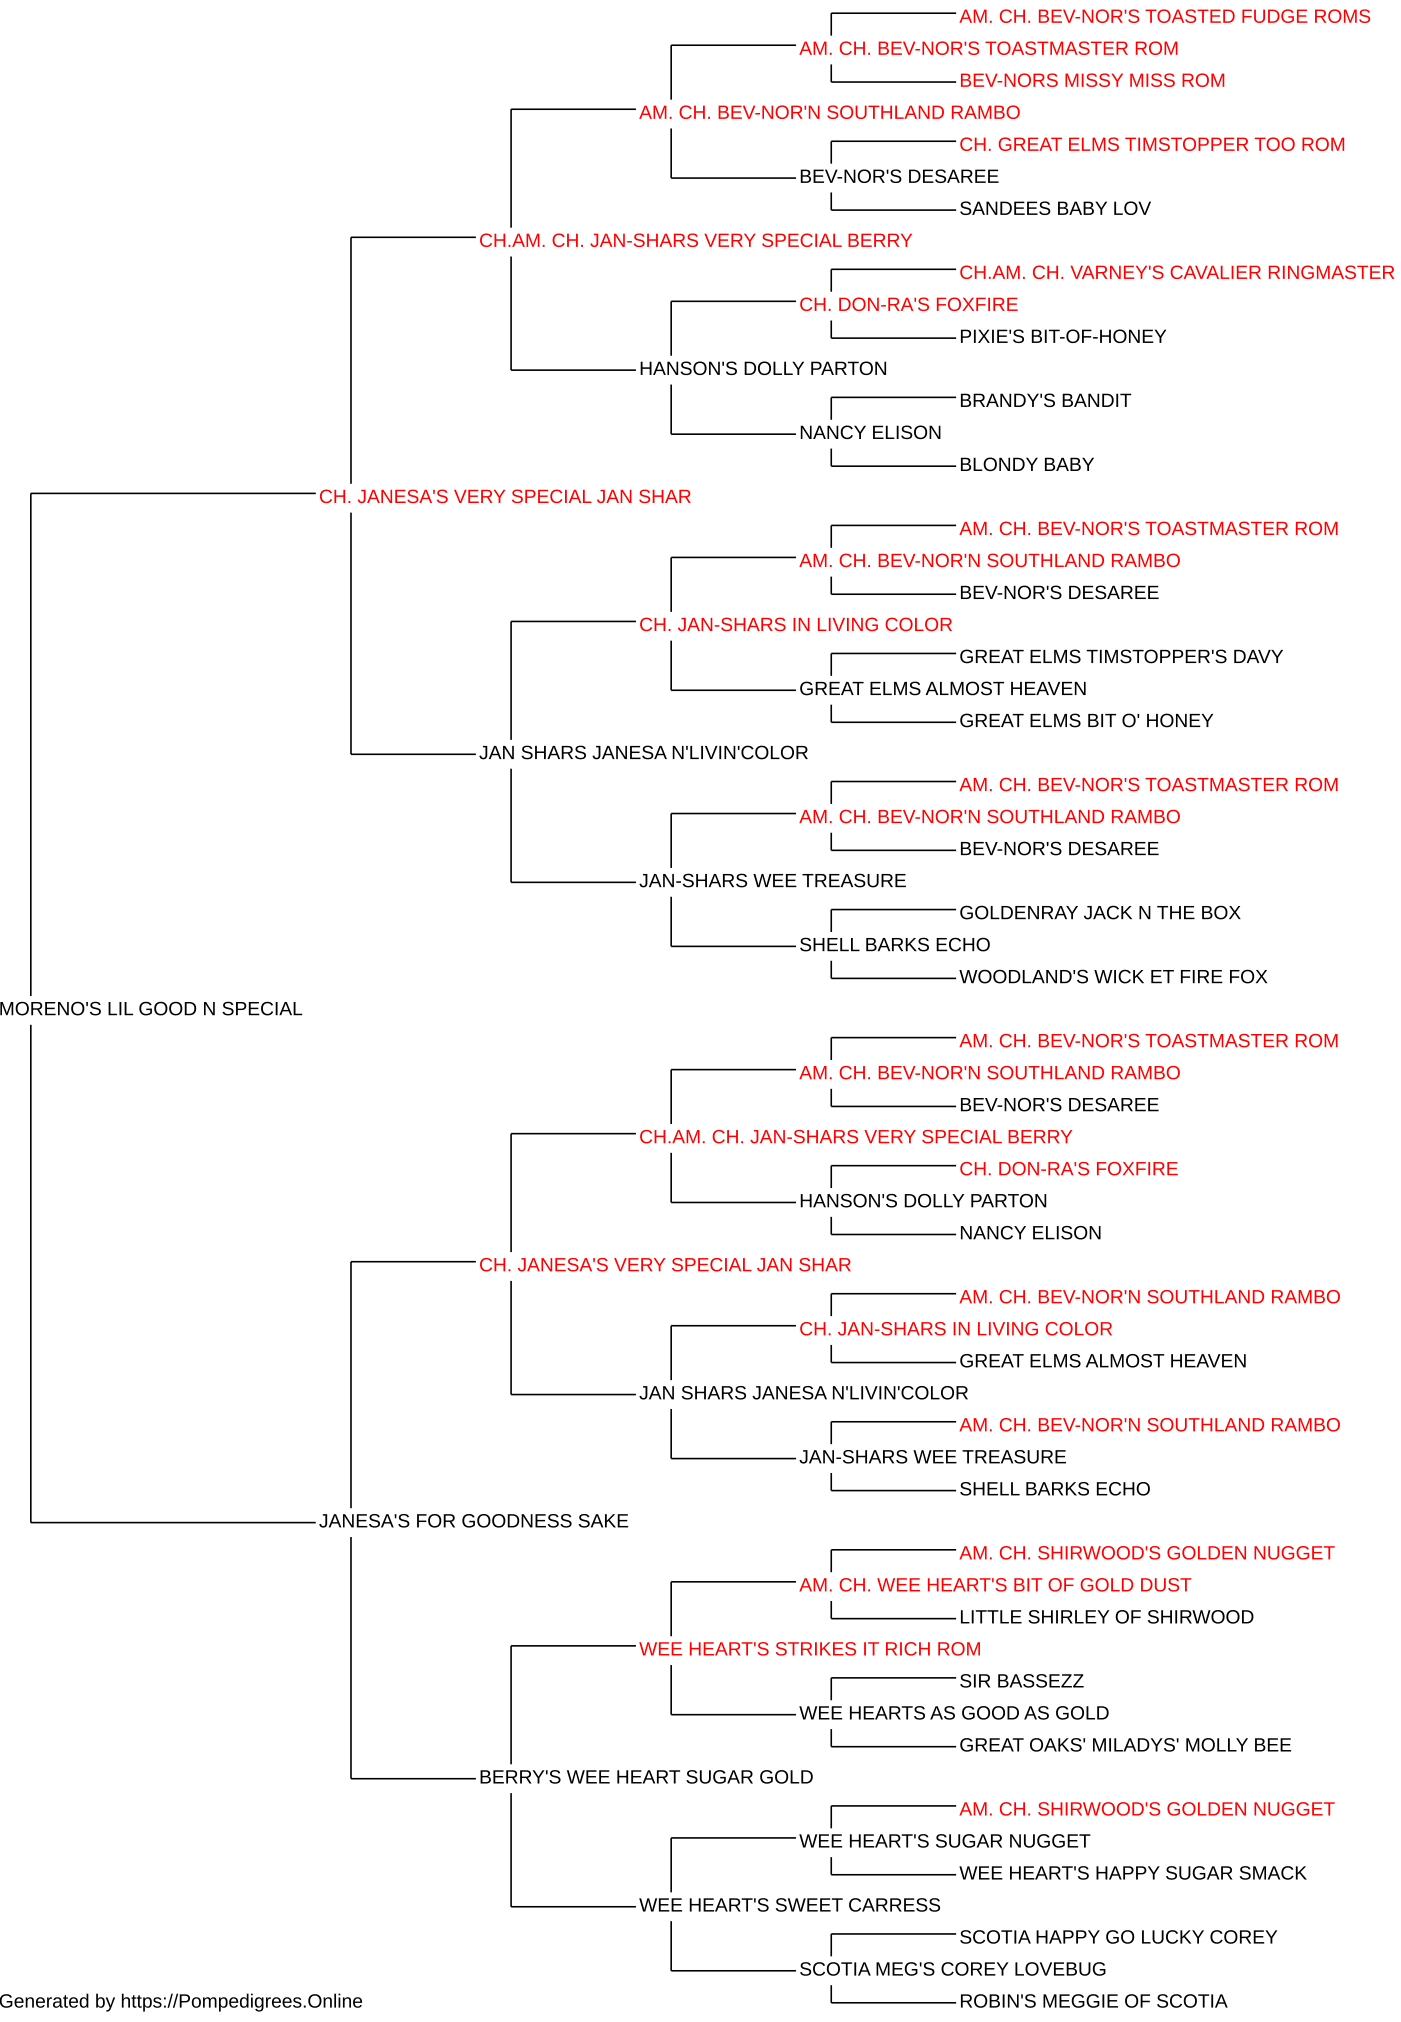 AM. CH. BEV-NOR'S TOASTED FUDGE ROMS
AM. CH. BEV-NOR'S TOASTMASTER ROM
BEV-NORS MISSY MISS ROM
AM. CH. BEV-NOR'N SOUTHLAND RAMBO
CH. GREAT ELMS TIMSTOPPER TOO ROM
BEV-NOR'S DESAREE
SANDEES BABY LOV
CH.AM. CH. JAN-SHARS VERY SPECIAL BERRY
CH.AM. CH. VARNEY'S CAVALIER RINGMASTER
CH. DON-RA'S FOXFIRE
PIXIE'S BIT-OF-HONEY
HANSON'S DOLLY PARTON
BRANDY'S BANDIT
NANCY ELISON
BLONDY BABY
CH. JANESA'S VERY SPECIAL JAN SHAR
AM. CH. BEV-NOR'S TOASTMASTER ROM
AM. CH. BEV-NOR'N SOUTHLAND RAMBO
BEV-NOR'S DESAREE
CH. JAN-SHARS IN LIVING COLOR
GREAT ELMS TIMSTOPPER'S DAVY
GREAT ELMS ALMOST HEAVEN
GREAT ELMS BIT O' HONEY
JAN SHARS JANESA N'LIVIN'COLOR
AM. CH. BEV-NOR'S TOASTMASTER ROM
AM. CH. BEV-NOR'N SOUTHLAND RAMBO
BEV-NOR'S DESAREE
JAN-SHARS WEE TREASURE
GOLDENRAY JACK N THE BOX
SHELL BARKS ECHO
WOODLAND'S WICK ET FIRE FOX
MORENO'S LIL GOOD N SPECIAL
AM. CH. BEV-NOR'S TOASTMASTER ROM
AM. CH. BEV-NOR'N SOUTHLAND RAMBO
BEV-NOR'S DESAREE
CH.AM. CH. JAN-SHARS VERY SPECIAL BERRY
CH. DON-RA'S FOXFIRE
HANSON'S DOLLY PARTON
NANCY ELISON
CH. JANESA'S VERY SPECIAL JAN SHAR
AM. CH. BEV-NOR'N SOUTHLAND RAMBO
CH. JAN-SHARS IN LIVING COLOR
GREAT ELMS ALMOST HEAVEN
JAN SHARS JANESA N'LIVIN'COLOR
AM. CH. BEV-NOR'N SOUTHLAND RAMBO
JAN-SHARS WEE TREASURE
SHELL BARKS ECHO
JANESA'S FOR GOODNESS SAKE
AM. CH. SHIRWOOD'S GOLDEN NUGGET
AM. CH. WEE HEART'S BIT OF GOLD DUST
LITTLE SHIRLEY OF SHIRWOOD
WEE HEART'S STRIKES IT RICH ROM
SIR BASSEZZ
WEE HEARTS AS GOOD AS GOLD
GREAT OAKS' MILADYS' MOLLY BEE
BERRY'S WEE HEART SUGAR GOLD
AM. CH. SHIRWOOD'S GOLDEN NUGGET
WEE HEART'S SUGAR NUGGET
WEE HEART'S HAPPY SUGAR SMACK
WEE HEART'S SWEET CARRESS
SCOTIA HAPPY GO LUCKY COREY
SCOTIA MEG'S COREY LOVEBUG
ROBIN'S MEGGIE OF SCOTIA
Generated by https://Pompedigrees.Online